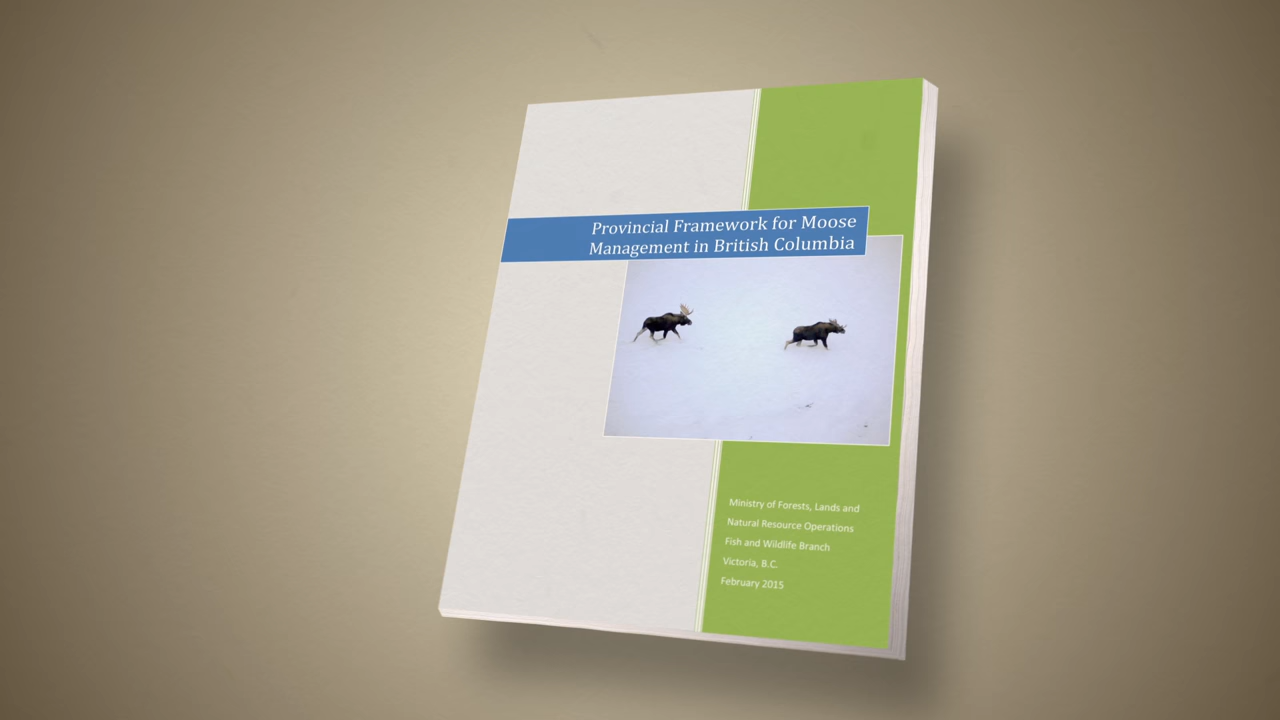 Provincial Framework for Moose
Management in British Columbia
Ministry of Forests, Lands and
Natural Resource Operations
Fish and Wildlife Branch
Victoria, B.C.
February 2015